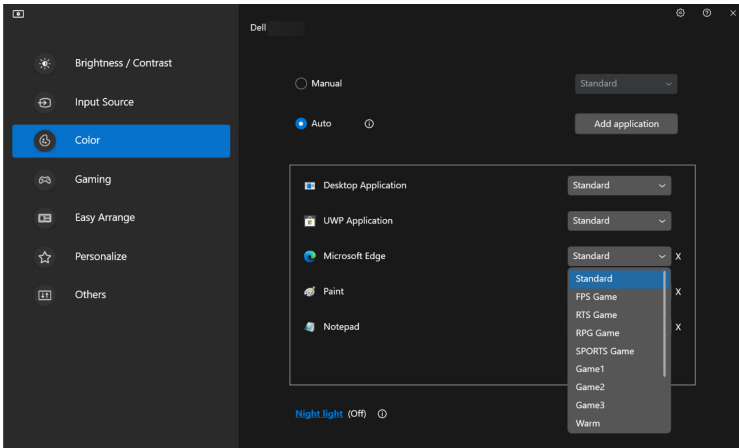 Dell
Brightness / Contrast
Input Source
Color
Gaming
Easy Arrange
Personalize
Others
Manual
Standard
Auto
Add application
Desktop Application
Standard
UWP Application
Standard
Microsoft Edge
Standard
X
Paint
X
Notepad
X
Standard
FPS Game
RTS Game
RPG Game
SPORTS Game
Game1
Game2
Game3
Warm
Night light (Off)